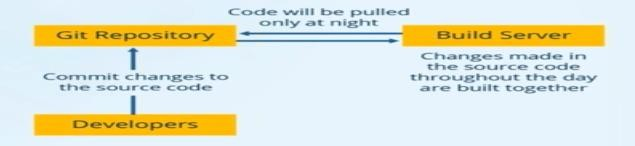 Code will be pulled
only at night
Git Repository
Build Server
Commit changes to
the source code
Changes made in
the source code
throughout the day
are built together
Developers